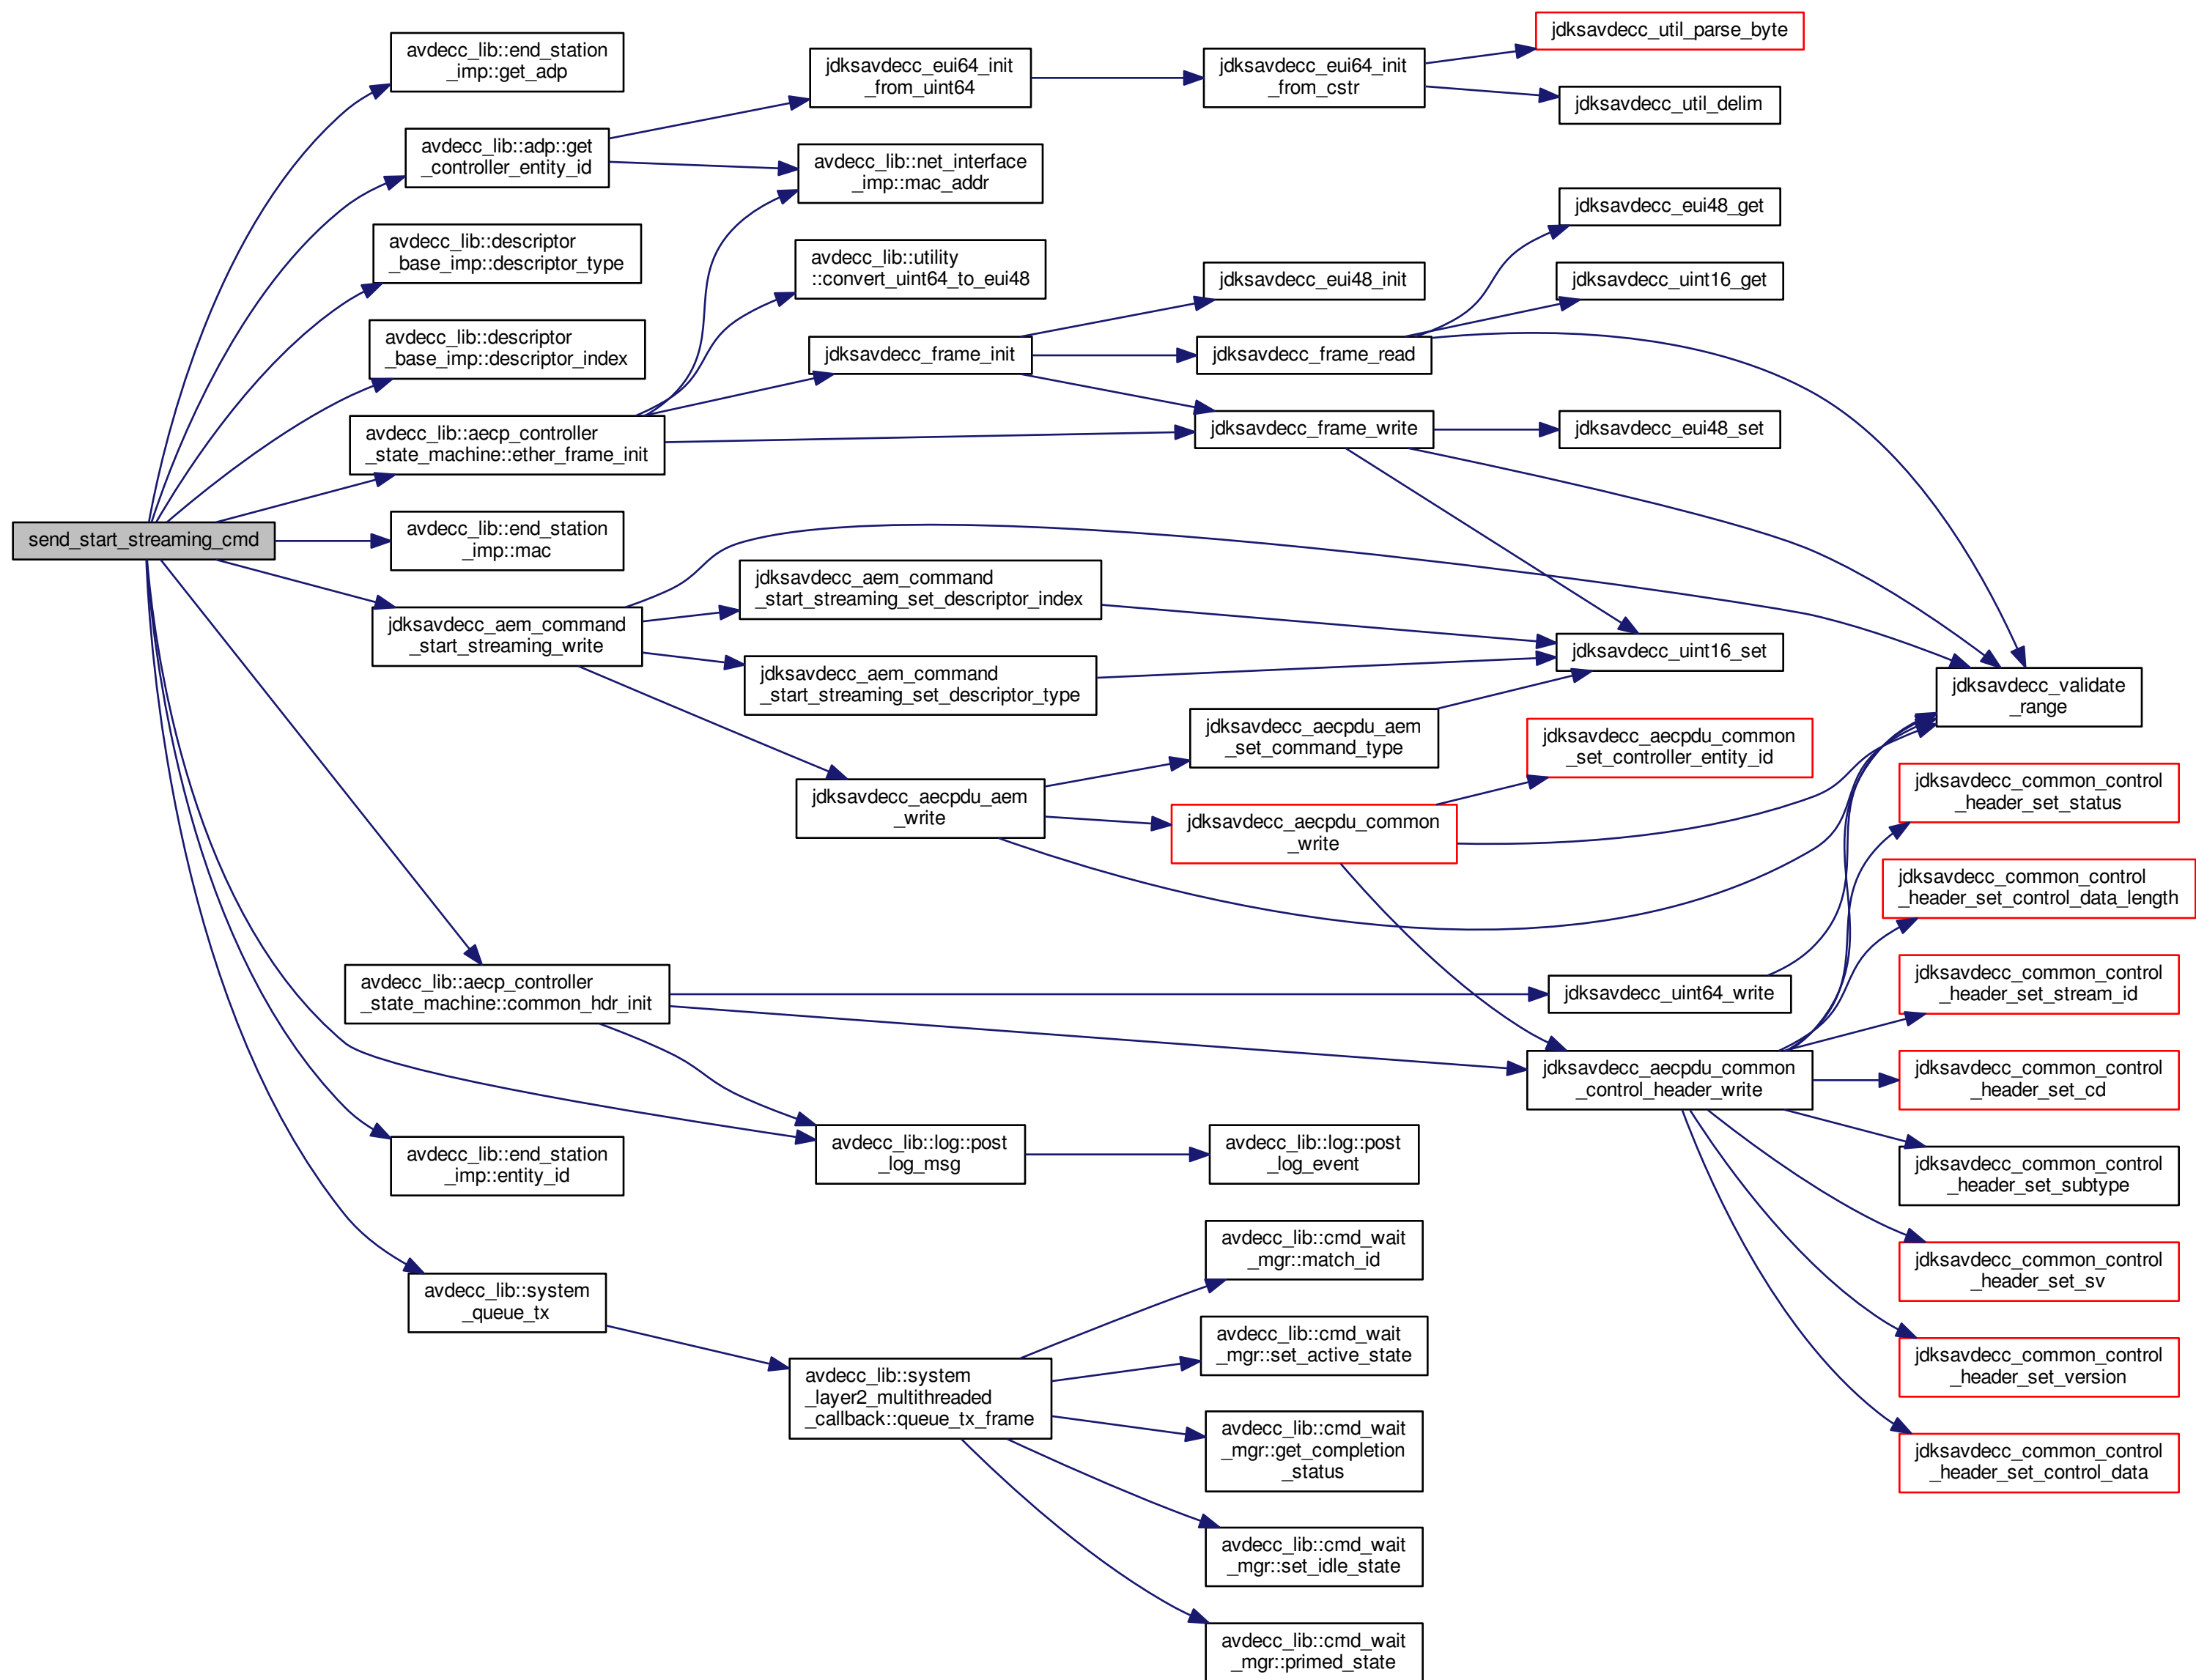 send_start_streaming_cmd
avdecc_lib::end_station
_imp::get_adp
avdecc_lib::adp::get
_controller_entity_id
avdecc_lib::descriptor
_base_imp::descriptor_type
avdecc_lib::descriptor
_base_imp::descriptor_index
avdecc_lib::aecp_controller
_state_machine::ether_frame_init
avdecc_lib::end_station
_imp::mac
jdksavdecc_aem_command
_start_streaming_write
avdecc_lib::aecp_controller
_state_machine::common_hdr_init
avdecc_lib::end_station
_imp::entity_id
avdecc_lib::system
_queue_tx
jdksavdecc_eui64_init
_from_uint64
avdecc_lib::net_interface
_imp::mac_addr
avdecc_lib::utility
::convert_uint64_to_eui48
jdksavdecc_frame_init
jdksavdecc_aem_command
_start_streaming_set_descriptor_index
jdksavdecc_aem_command
_start_streaming_set_descriptor_type
jdksavdecc_aecpdu_aem
_write
avdecc_lib::log::post
_log_msg
avdecc_lib::system
_layer2_multithreaded
_callback::queue_tx_frame
jdksavdecc_eui64_init
_from_cstr
jdksavdecc_eui48_init
jdksavdecc_frame_read
jdksavdecc_frame_write
jdksavdecc_aecpdu_aem
_set_command_type
jdksavdecc_aecpdu_common
_write
avdecc_lib::log::post
_log_event
avdecc_lib::cmd_wait
_mgr::match_id
avdecc_lib::cmd_wait
_mgr::set_active_state
avdecc_lib::cmd_wait
_mgr::get_completion
_status
avdecc_lib::cmd_wait
_mgr::set_idle_state
avdecc_lib::cmd_wait
_mgr::primed_state
jdksavdecc_util_parse_byte
jdksavdecc_util_delim
jdksavdecc_eui48_get
jdksavdecc_uint16_get
jdksavdecc_eui48_set
jdksavdecc_uint16_set
jdksavdecc_aecpdu_common
_set_controller_entity_id
jdksavdecc_uint64_write
jdksavdecc_aecpdu_common
_control_header_write
jdksavdecc_validate
_range
jdksavdecc_common_control
_header_set_status
jdksavdecc_common_control
_header_set_control_data_length
jdksavdecc_common_control
_header_set_stream_id
jdksavdecc_common_control
_header_set_cd
jdksavdecc_common_control
_header_set_subtype
jdksavdecc_common_control
_header_set_sv
jdksavdecc_common_control
_header_set_version
jdksavdecc_common_control
_header_set_control_data